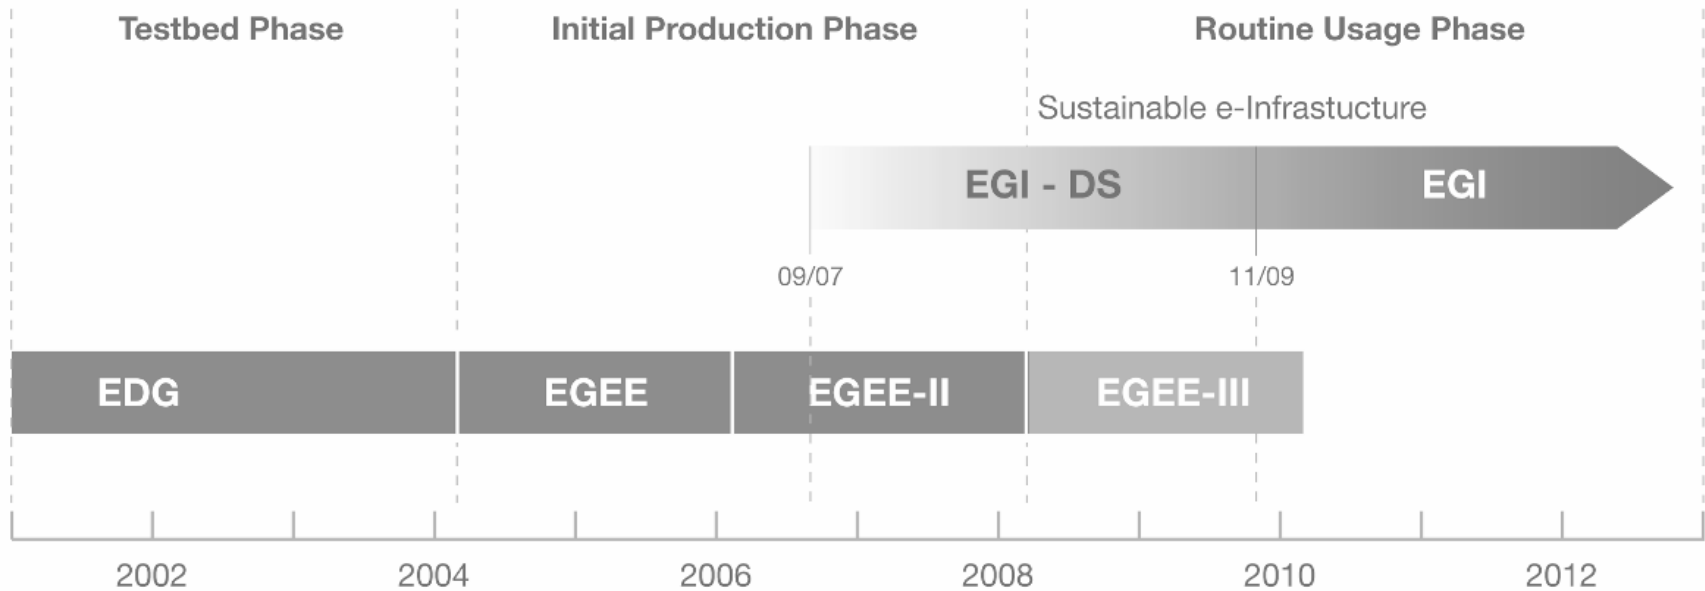 Testbed Phase
Initial Production Phase
Routine Usage Phase
Sustainable e-Infrastucture
EGI - DS
EGI
09/07
11/09
EDG
EGEE
EGEE-II
EGEE-III
2002
2004
2006
2008
2010
2012